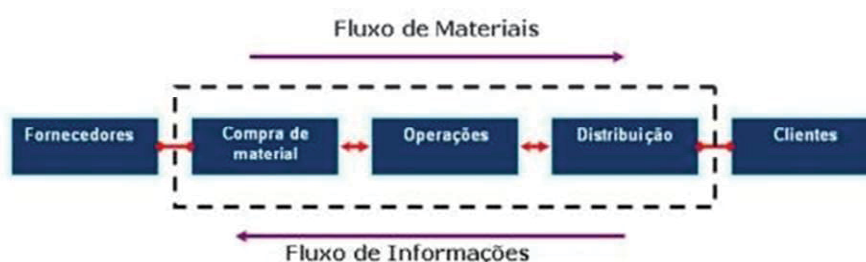 Fluxo de Materiais
Fornecedores
Compra de
material
Operações
Distribuição
Clientes
Fluxo de Informações